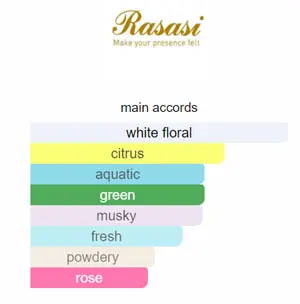 Rasasi
Make your presence felt
main accords
white floral
citrus
aquatic
green
musky
fresh
powdery
rose